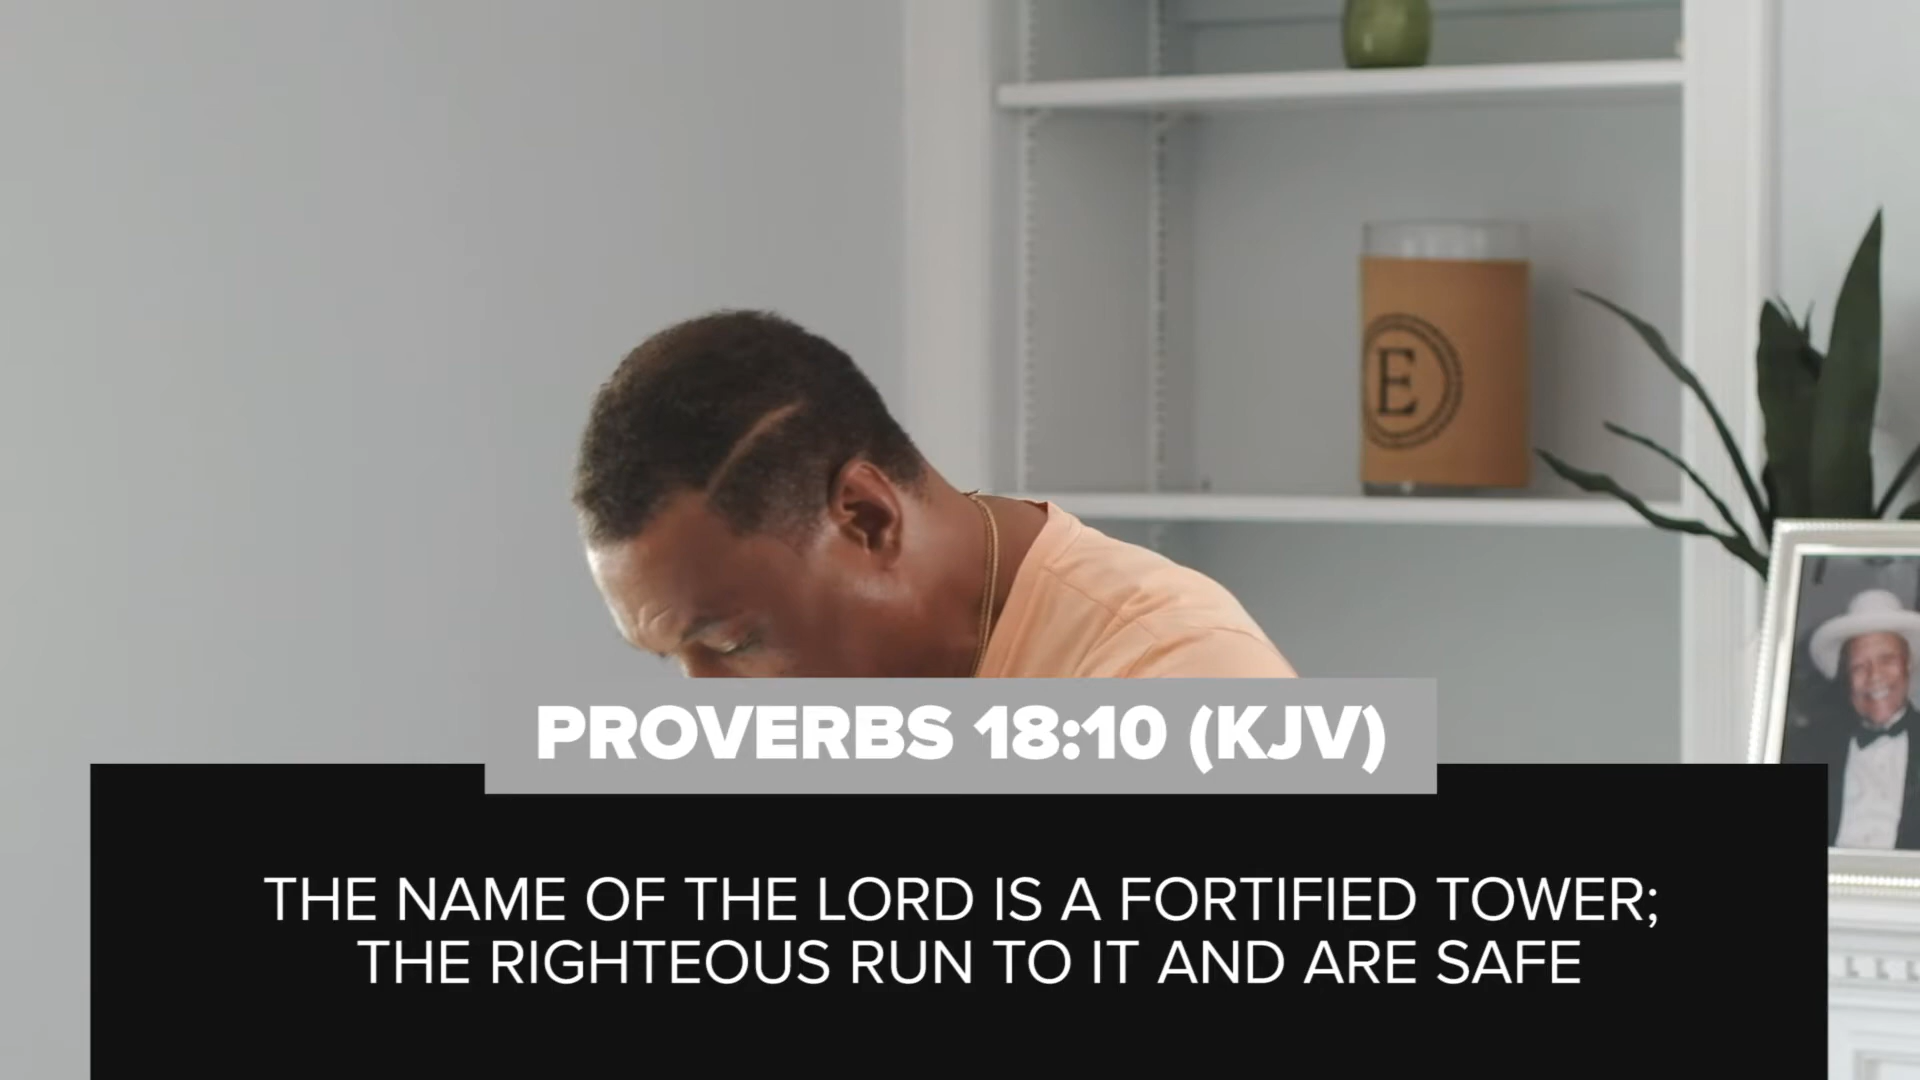 E
PROVERBS 18:10 (KJV)
THE NAME OF THE LORD IS A FORTIFIED TOWER;
THE RIGHTEOUS RUN TO IT AND ARE SAFE